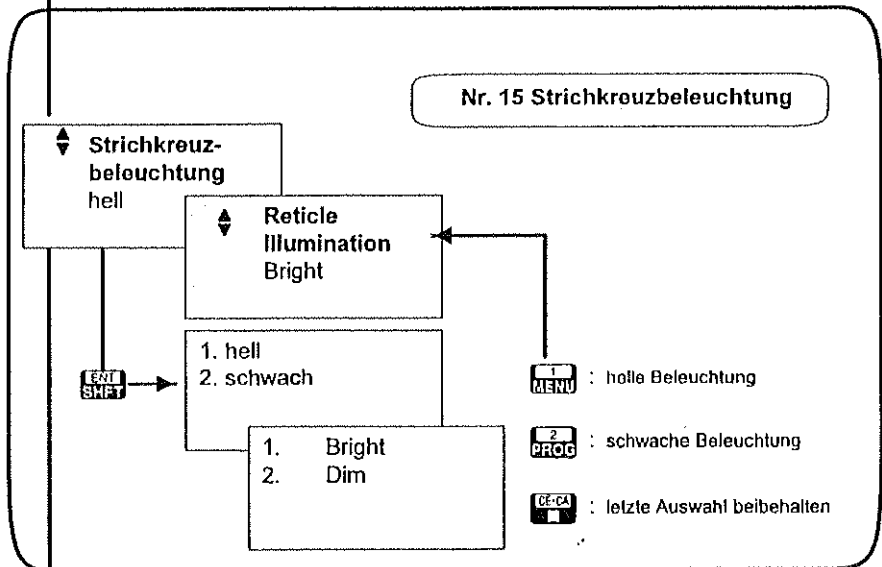 Nr. 15 Strichkreuzbeleuchtung
Strichkreuz-
beleuchtung
hell
Reticle
Illumination
Bright
1. hell
2. schwach
ENT
SHFT
1. Bright
2. Dim
1
MENU
: helle Beleuchtung
2
PROG
: schwache Beleuchtung
CE·CA
: letzte Auswahl beibehalten